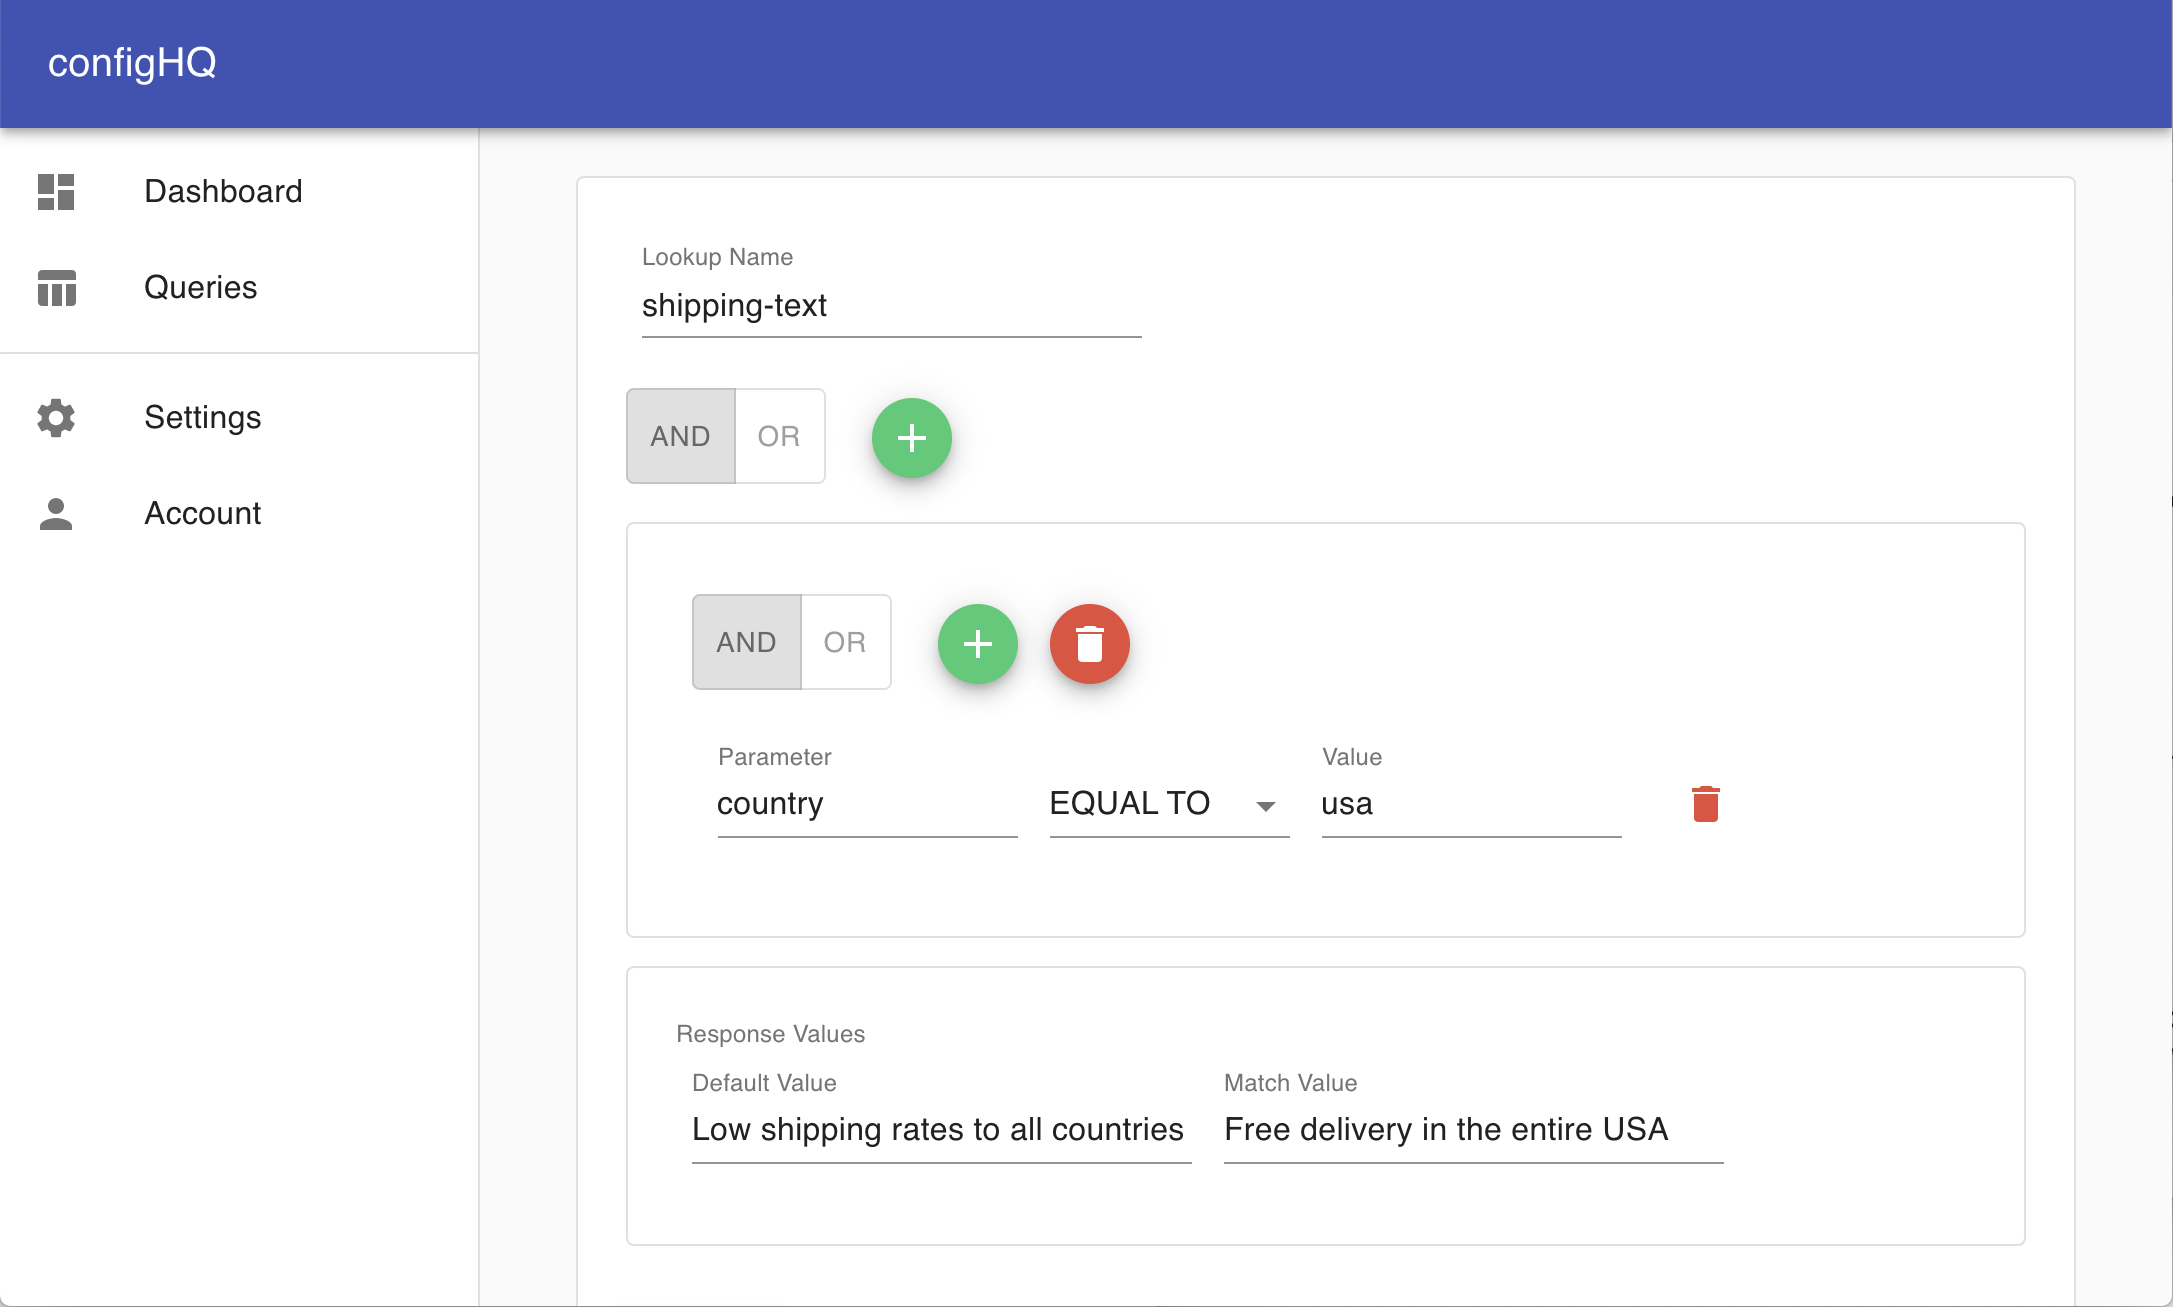 configHQ
Dashboard
Queries
Settings
Account
Lookup Name
shipping-text
AND OR
AND OR
Parameter Value
country EQUAL TO usa
Response Values
Default Value Match Value
Low shipping rates to all countries Free delivery in the entire USA